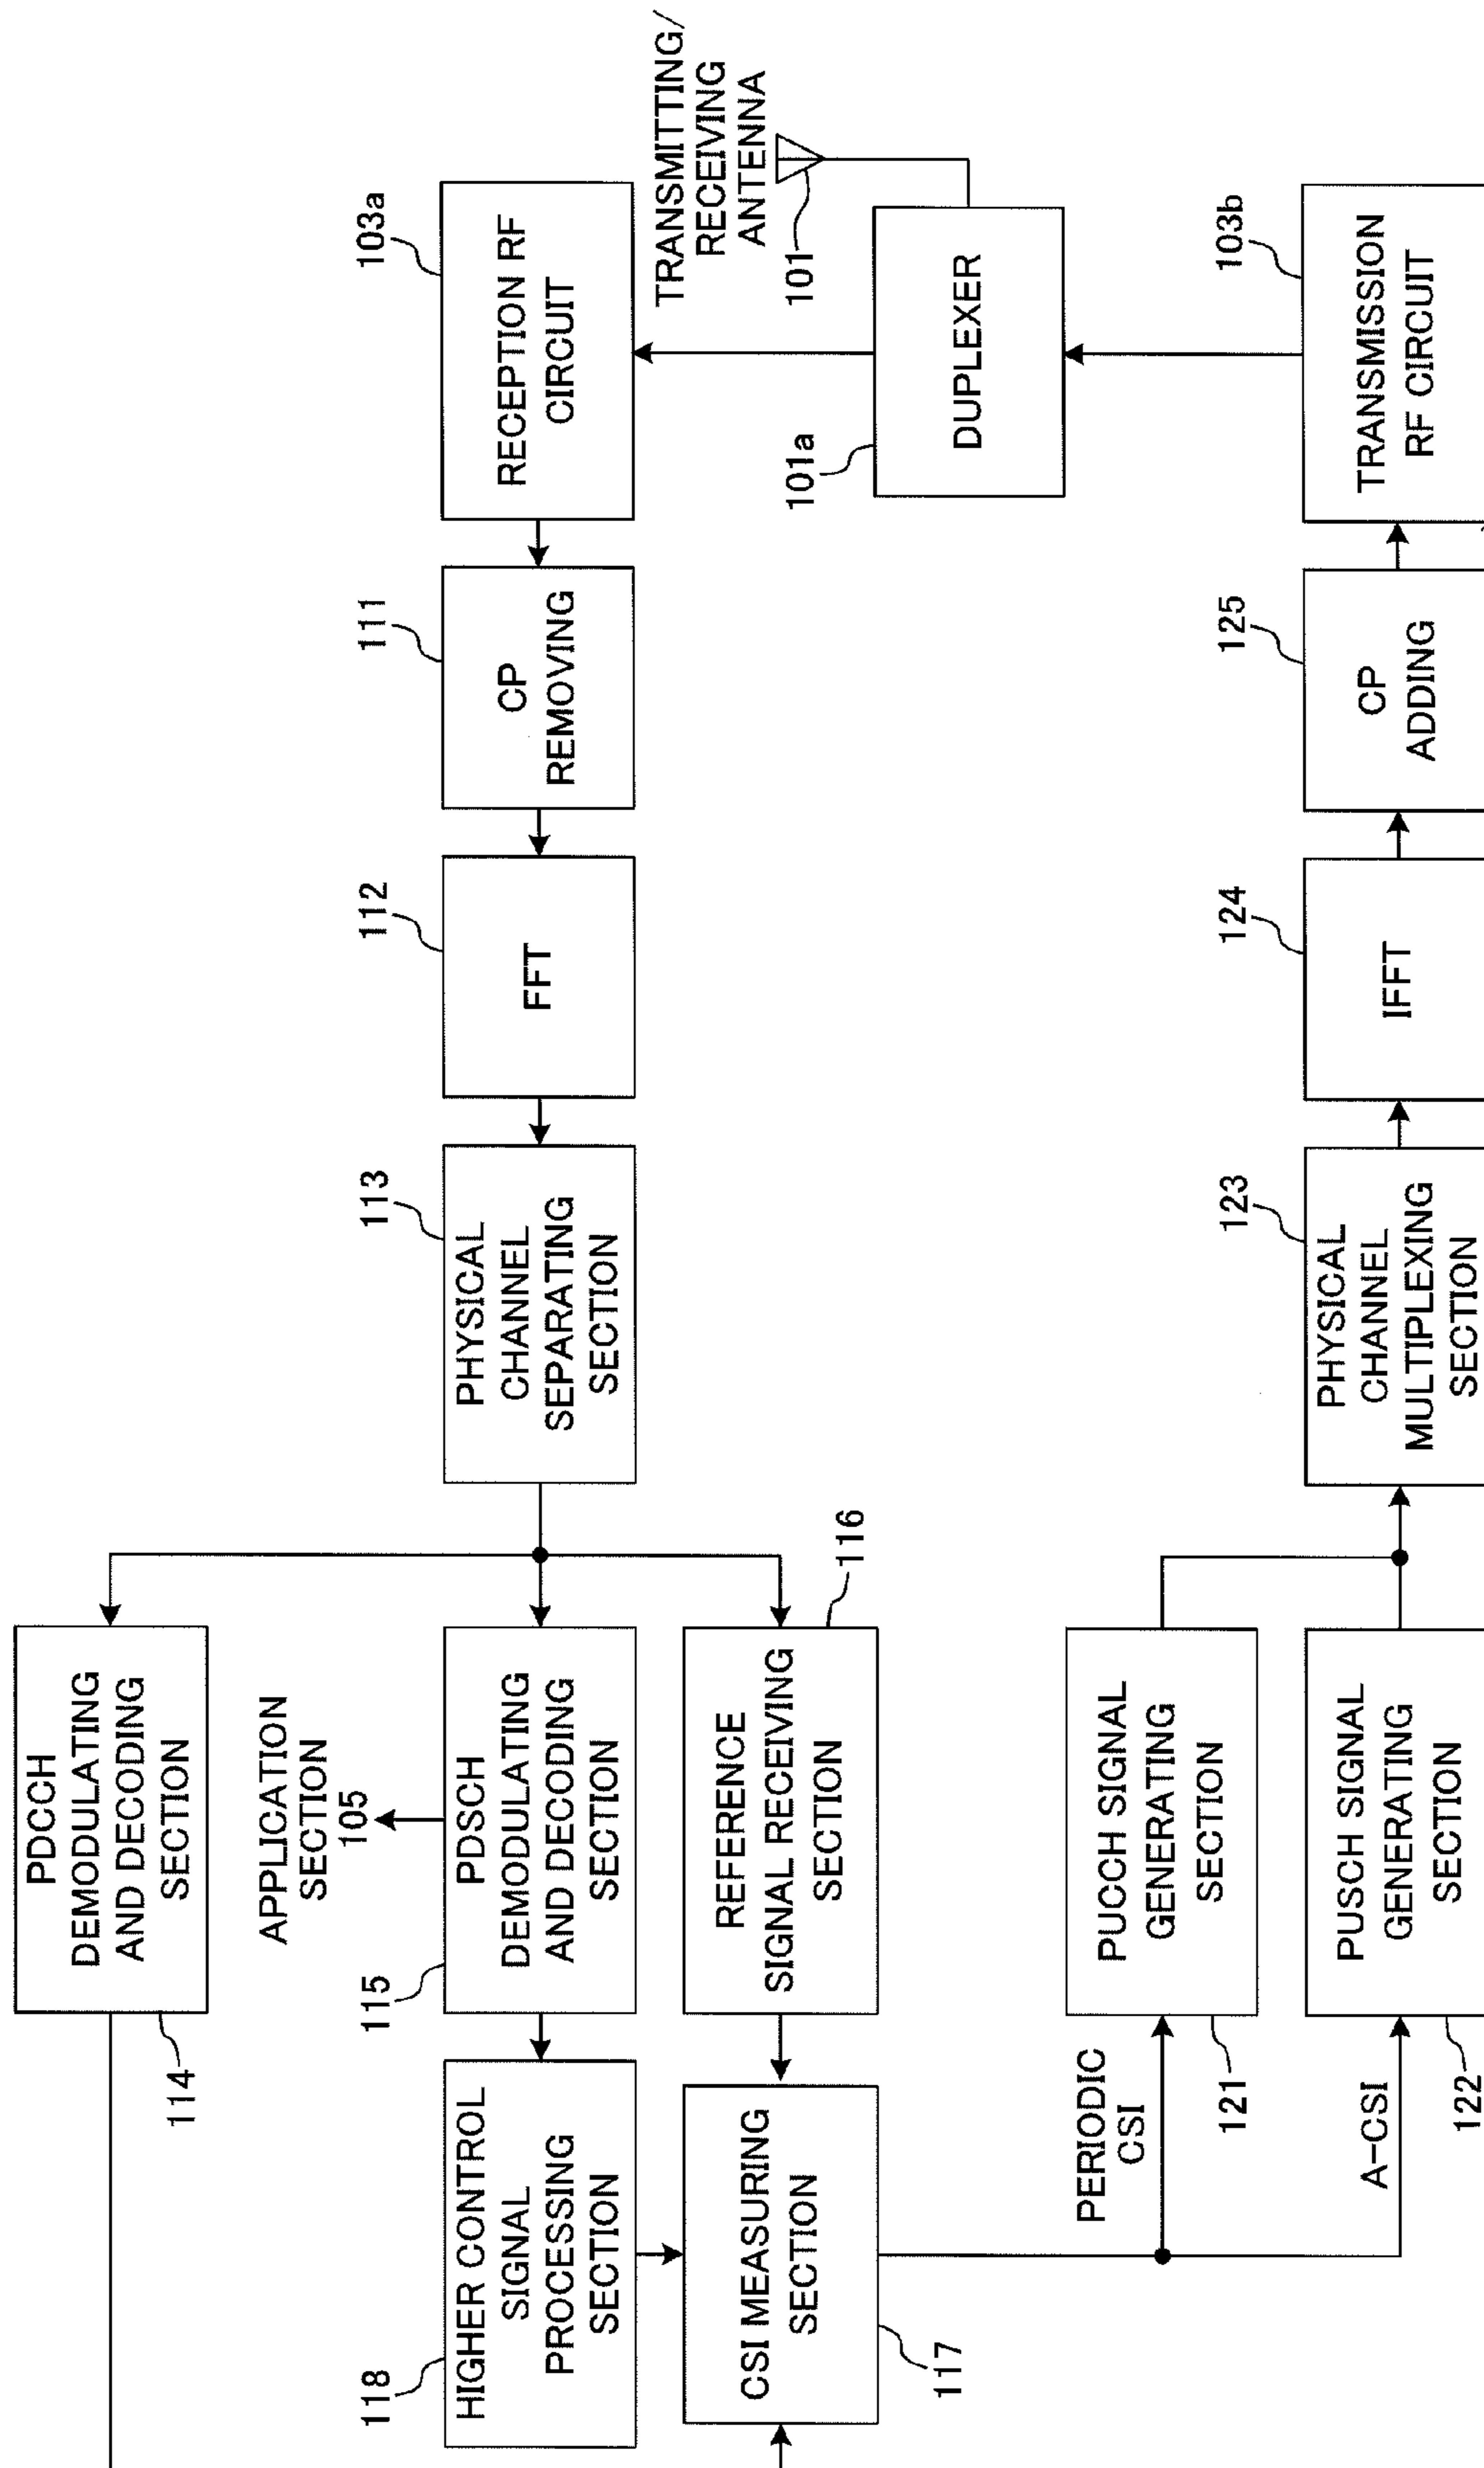 PDCCH
DEMODULATING
AND DECODING
SECTION
114
APPLICATION
SECTION
105
118
HIGHER CONTROL
SIGNAL
PROCESSING
SECTION
115
PDSCH
DEMODULATING
AND DECODING
SECTION
113
PHYSICAL
CHANNEL
SEPARATING
SECTION
112
FFT
111
CP
REMOVING
103a
RECEPTION RF
CIRCUIT
TRANSMITTING/
RECEIVING
ANTENNA
101
CSI MEASURING
SECTION
117
REFERENCE
SIGNAL RECEIVING
SECTION
116
101a
DUPLEXER
PERIODIC
CSI
PUCCH SIGNAL
GENERATING
SECTION
121
A-CSI
PUSCH SIGNAL
GENERATING
SECTION
122
123
PHYSICAL
CHANNEL
MULTIPLEXING
SECTION
124
IFFT
125
CP
ADDING
103b
TRANSMISSION
RF CIRCUIT